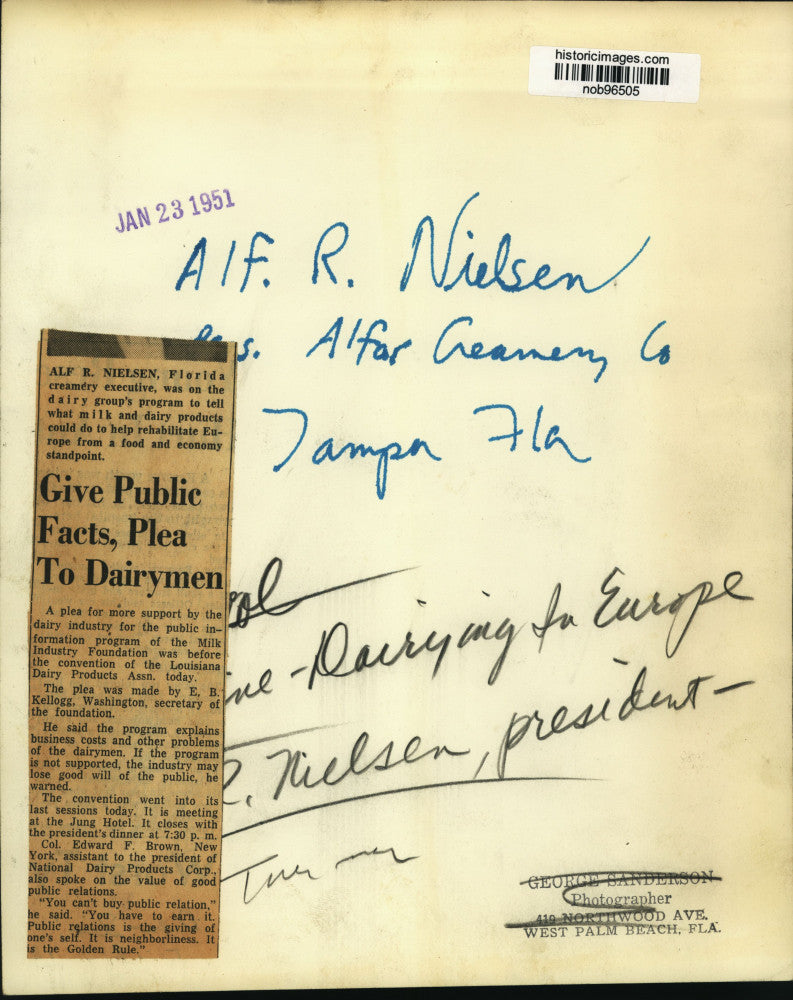 historicimages.com
nob96505
JAN 23 1951
Alf. R. Nielsen
s. Alfar Creamery Co
Tampa Fla
ALF R. NIELSEN, Florida
creamery executive, was on the
dairy group's program to tell
what milk and dairy products
could do to help rehabilitate Eu-
rope from a food and economy
standpoint.
Give Public
Facts, Plea
To Dairymen
A plea for more support by the
dairy industry for the public in-
formation program of the Milk
Industry Foundation was before
the convention of the Louisiana
Dairy Products Assn. today.
The plea was made by E. B.
Kellogg, Washington, secretary of
the foundation.
He said the program explains
business costs and other problems
of the dairymen. If the program
is not supported, the industry may
lose good will of the public, he
warned.
The convention went into its
last sessions today. It is meeting
at the Jung Hotel. It closes with
the president's dinner at 7:30 p. m.
Col. Edward F. Brown, New
York, assistant to the president of
National Dairy Products Corp.,
also spoke on the value of good
public relations.
"You can't buy public relation,"
he said. "You have to earn it.
Public relations is the giving of
one's self. It is neighborliness. It
is the Golden Rule."
ol
ine - Dairying In Europe
R. Nielsen, president -
GEORGE SANDERSON
Photographer
419 NORTHWOOD AVE.
WEST PALM BEACH, FLA.